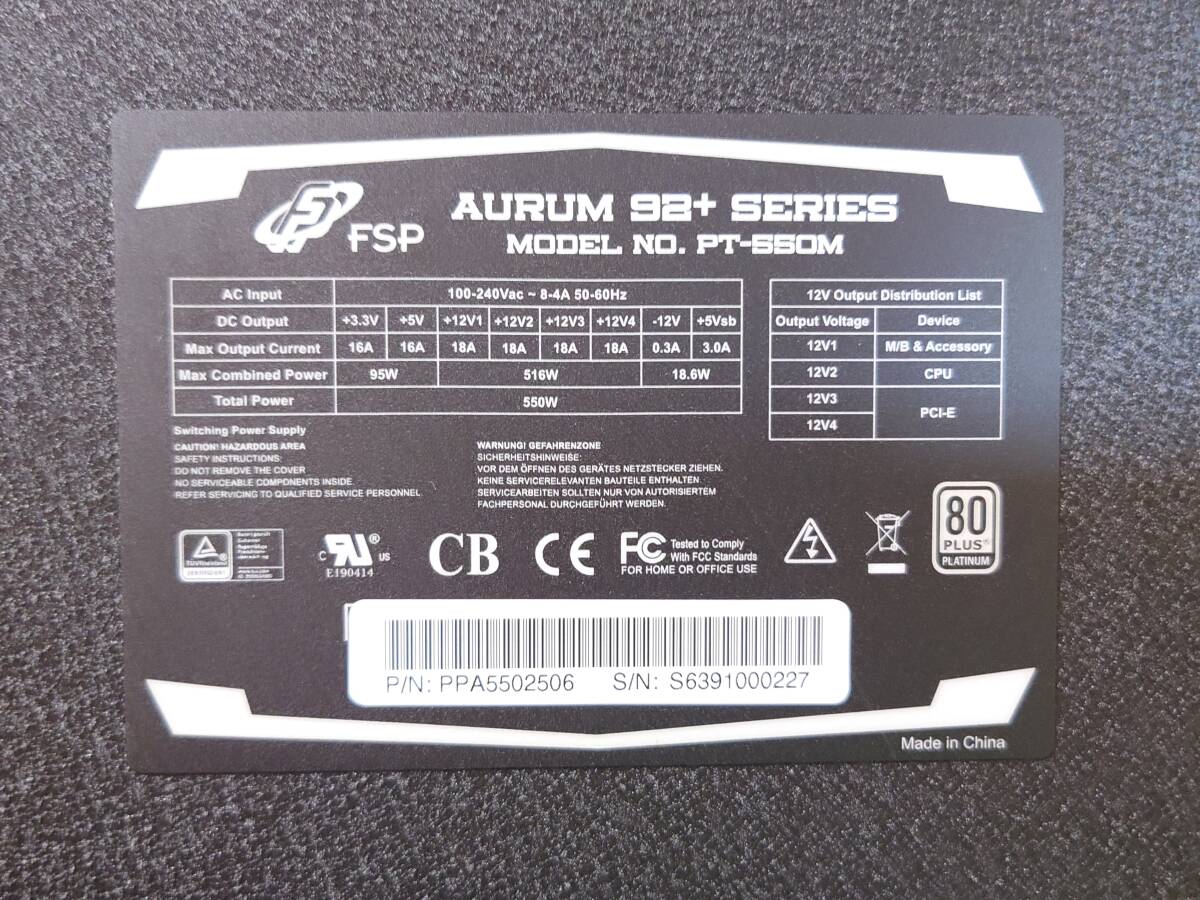 FSP
AURUM 92+ SERIES
MODEL NO. PT-550M
AC Input 100-240Vac ~ 8-4A 50-60Hz
DC Output +3.3V +5V +12V1 +12V2 +12V3 +12V4 -12V +5Vsb
Max Output Current 16A 16A 18A 18A 18A 18A 0.3A 3.0A
Max Combined Power 95W 516W 18.6W
Total Power 550W
12V Output Distribution List
Output Voltage Device
12V1 M/B & Accessory
12V2 CPU
12V3 PCI-E
12V4
Switching Power Supply
CAUTION! HAZARDOUS AREA
SAFETY INSTRUCTIONS:
DO NOT REMOVE THE COVER
NO SERVICEABLE COMPONENTS INSIDE
REFER SERVICING TO QUALIFIED SERVICE PERSONNEL
WARNUNG! GEFAHRENZONE
SICHERHEITSHINWEISE:
VOR DEM ÖFFNEN DES GERÄTES NETZSTECKER ZIEHEN.
KEINE SERVICERELEVANTEN BAUTEILE ENTHALTEN.
SERVICEARBEITEN SOLLTEN NUR VON AUTORISIERTEM
FACHPERSONAL DURCHGEFÜHRT WERDEN.
TÜVRheinland
c RU ® US
E190414
CB
CE
FC Tested to Comply
With FCC Standards
FOR HOME OR OFFICE USE
80
PLUS®
PLATINUM
P/N: PPA5502506 S/N: S6391000227
Made in China